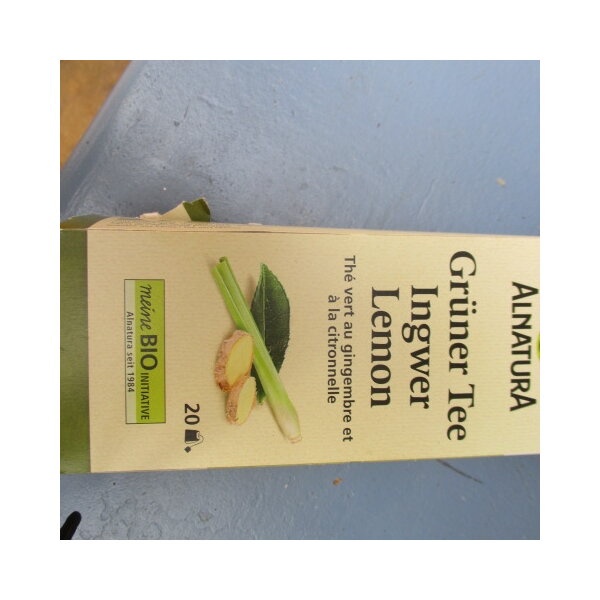 ALNATURA
Grüner Tee
Ingwer
Lemon
Thé vert au gingembre et
à la citronnelle
20
meine BIO
INITIATIVE
Alnatura seit 1984